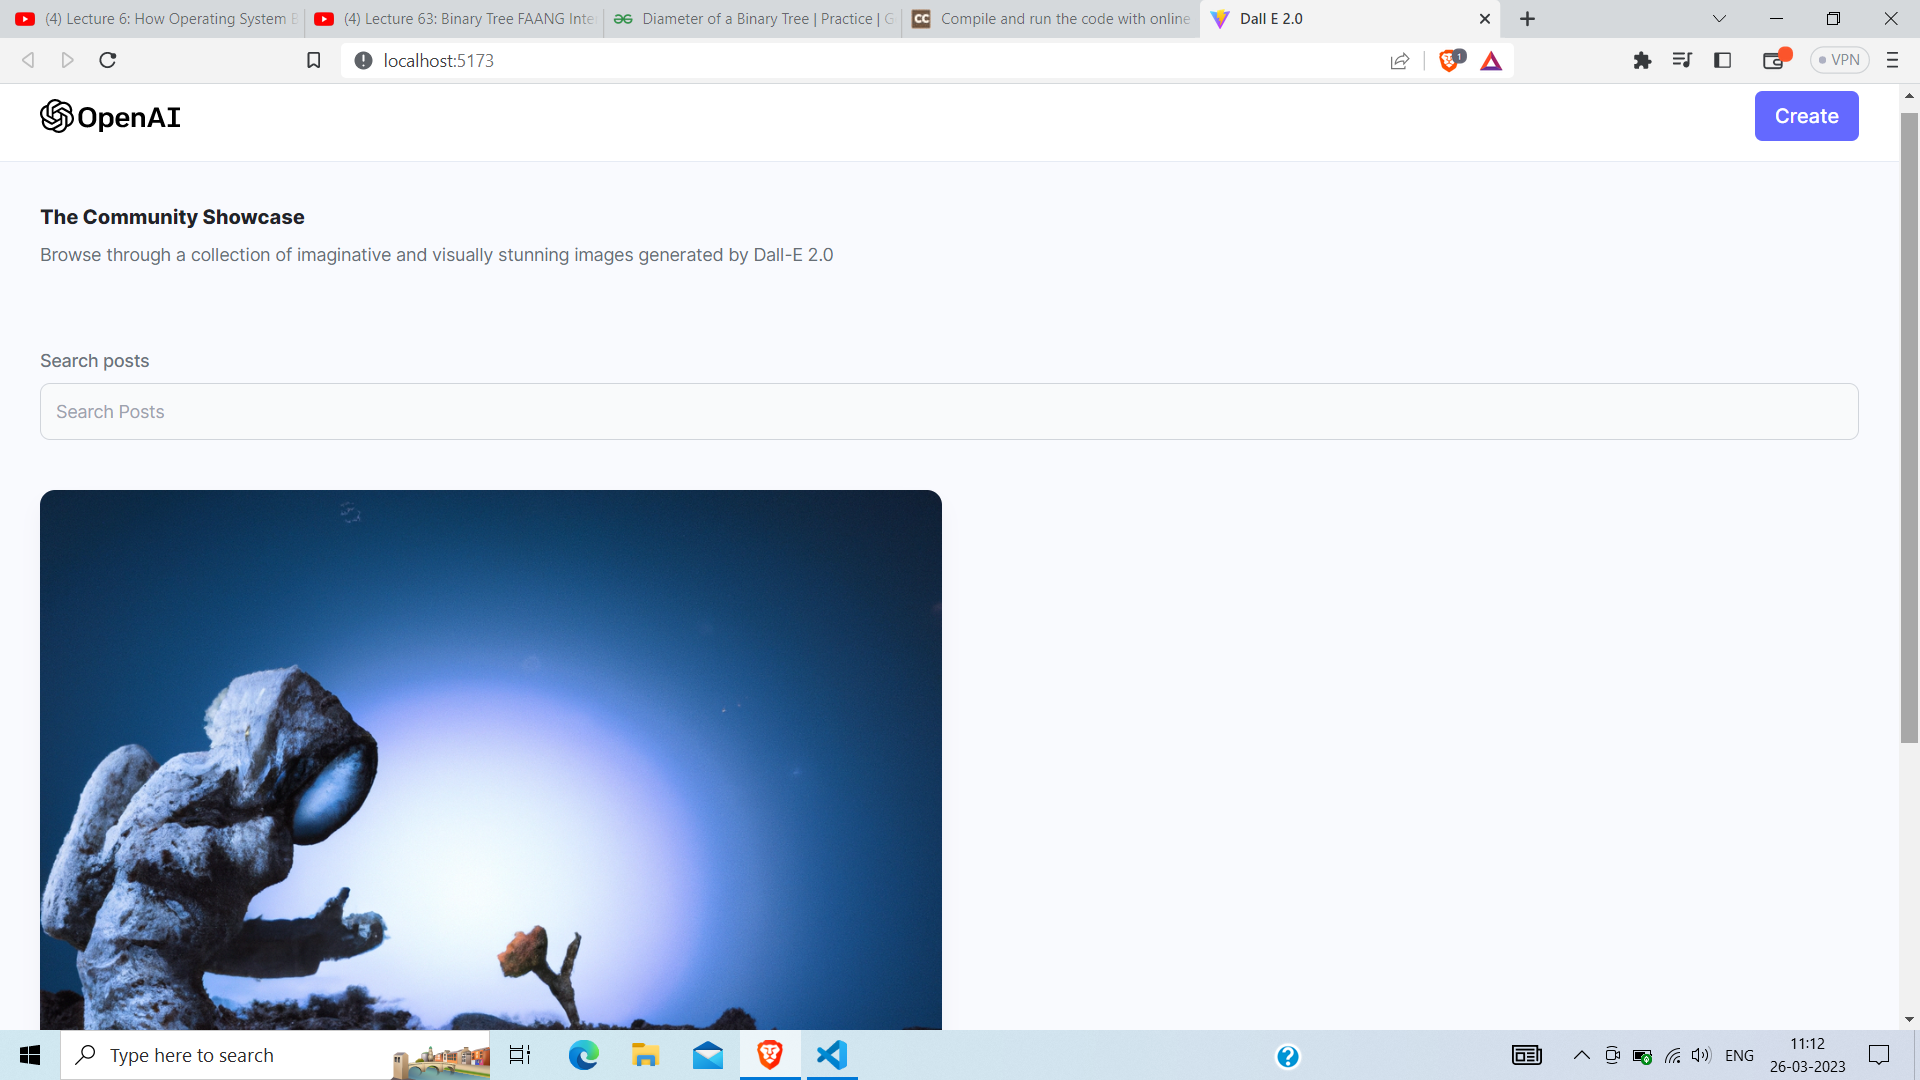 (4) Lecture 6: How Operating System B
(4) Lecture 63: Binary Tree FAANG Inte
Diameter of a Binary Tree | Practice | G
CC Compile and run the code with online
Dall E 2.0
localhost:5173
1
VPN
OpenAI
Create
The Community Showcase
Browse through a collection of imaginative and visually stunning images generated by Dall-E 2.0
Search posts
Search Posts
Type here to search
ENG
11:12
26-03-2023